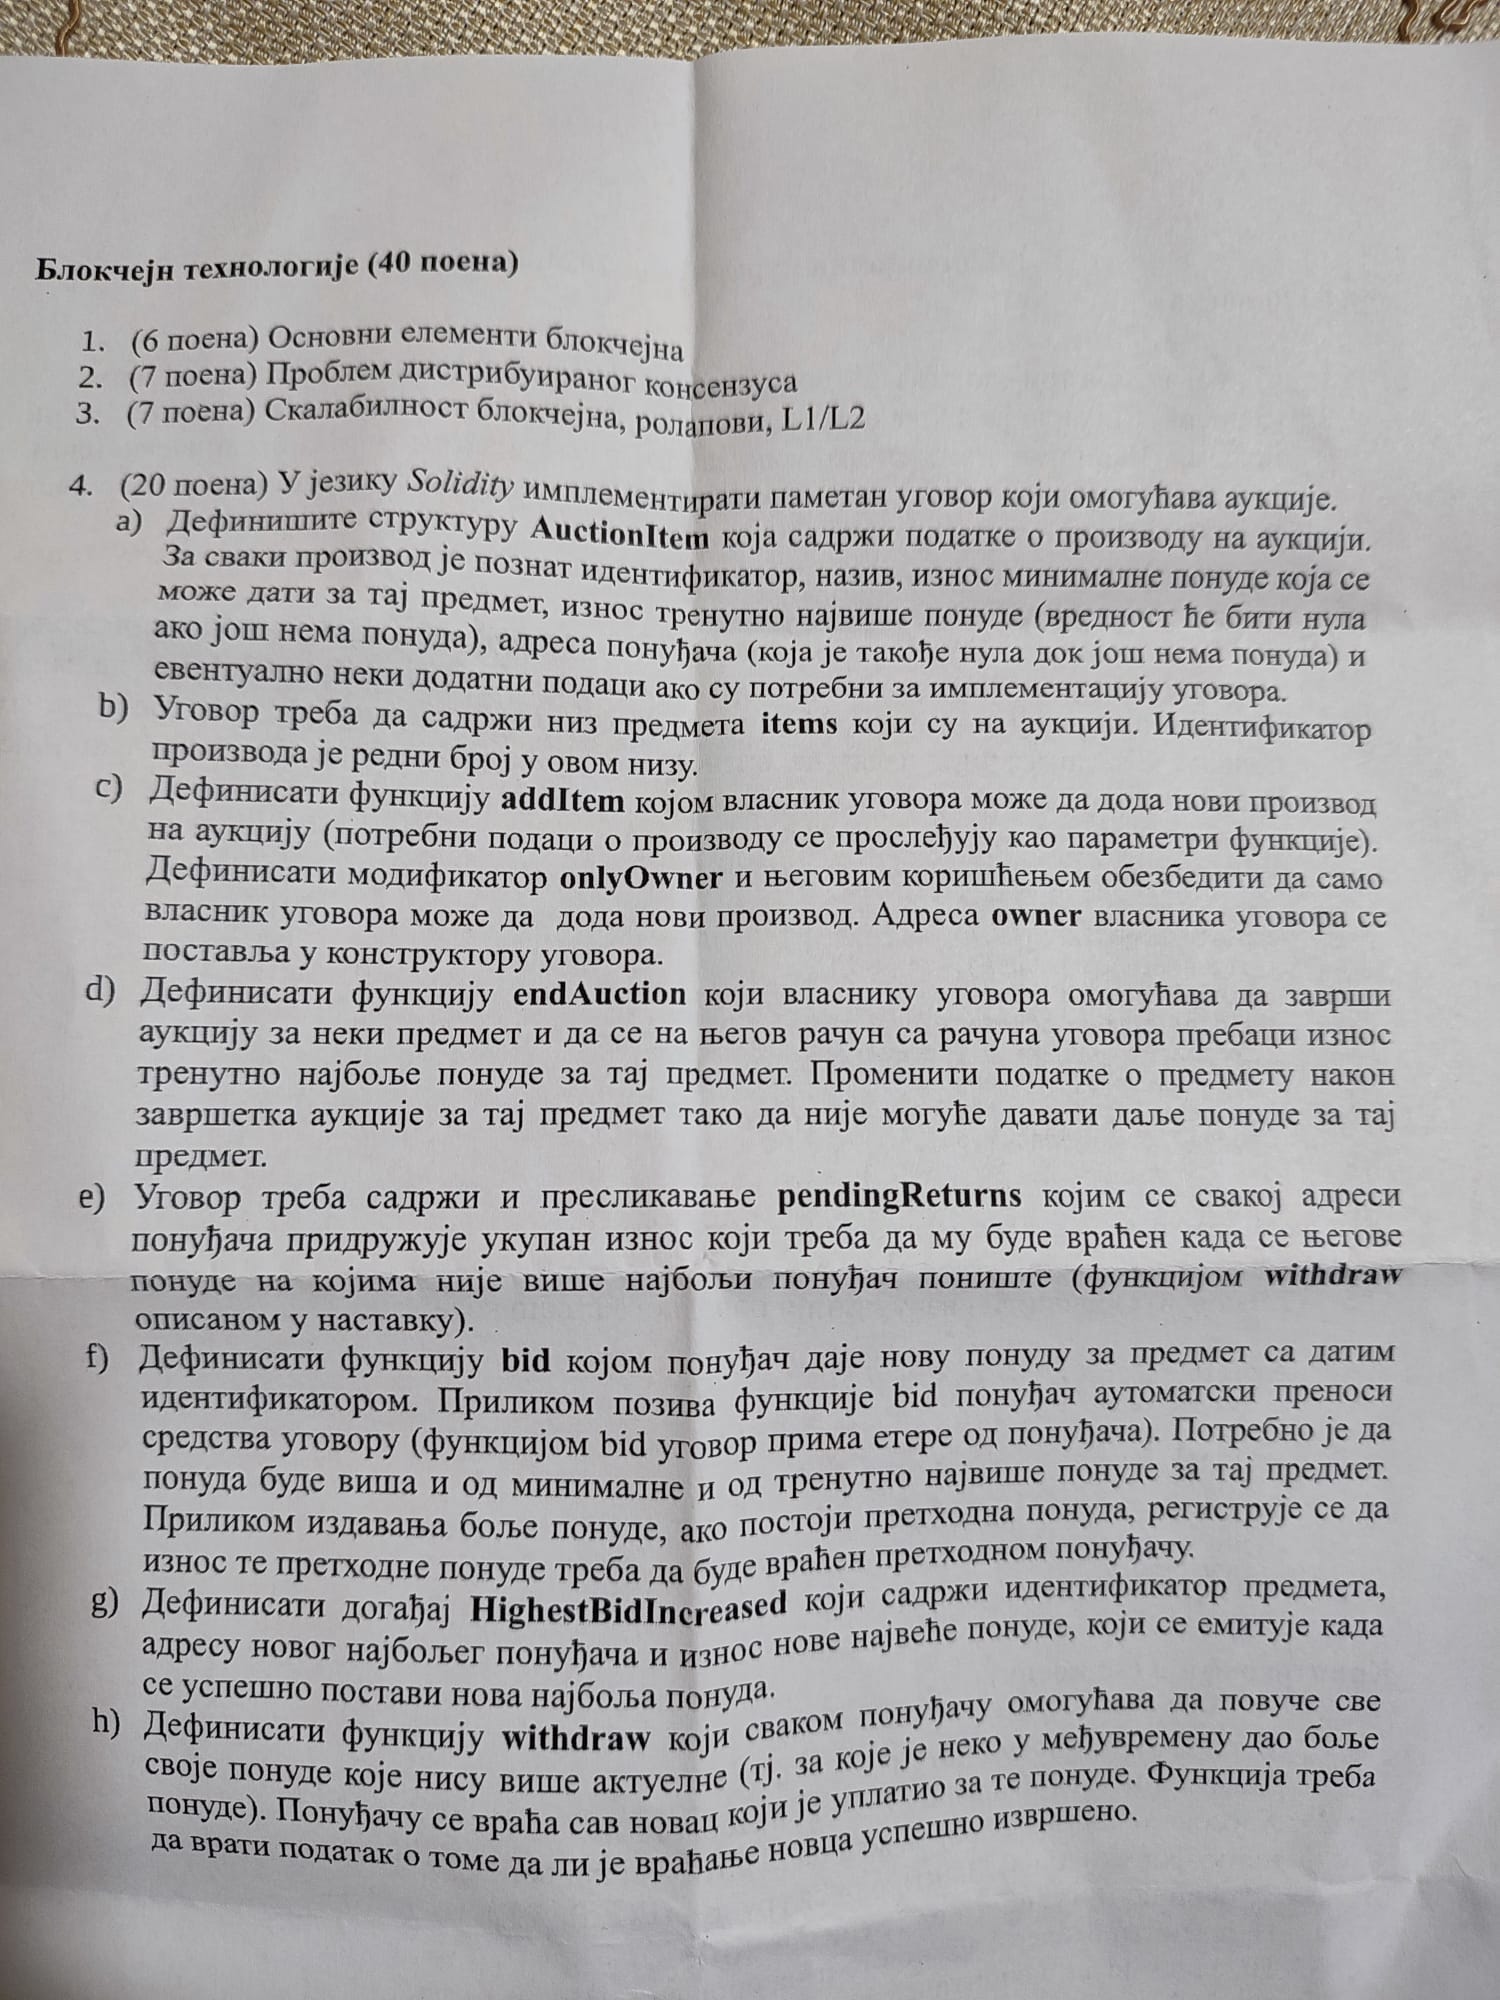 Блокчејн технологије (40 поена)
1. (6 поена) Основни елементи блокчејна
2. (7 поена) Проблем дистрибуираног консензуса
3. (7 поена) Скалабилност блокчејна, ролапови, L1/L2
4. (20 поена) У језику Solidity имплементирати паметан уговор који омогућава аукције.
a) Дефинишите структуру AuctionItem која садржи податке о производу на аукцији.
За сваки производ је познат идентификатор, назив, износ минималне понуде која се
може дати за тај предмет, износ тренутно највише понуде (вредност ће бити нула
ако још нема понуда), адреса понуђача (која је такође нула док још нема понуда) и
евентуално неки додатни подаци ако су потребни за имплементацију уговора.
b) Уговор треба да садржи низ предмета items који су на аукцији. Идентификатор
производа је редни број у овом низу.
c) Дефинисати функцију addItem којом власник уговора може да дода нови производ
на аукцију (потребни подаци о производу се прослеђују као параметри функције).
Дефинисати модификатор onlyOwner и његовим коришћењем обезбедити да само
власник уговора може да дода нови производ. Адреса owner власника уговора се
поставља у конструктору уговора.
d) Дефинисати функцију endAuction који власнику уговора омогућава да заврши
аукцију за неки предмет и да се на његов рачун са рачуна уговора пребаци износ
тренутно најбоље понуде за тај предмет. Променити податке о предмету након
завршетка аукције за тај предмет тако да није могуће давати даље понуде за тај
предмет.
e) Уговор треба садржи и пресликавање pendingReturns којим се свакој адреси
понуђача придружује укупан износ који треба да му буде враћен када се његове
понуде на којима није више најбољи понуђач пониште (функцијом withdraw
описаном у наставку).
f) Дефинисати функцију bid којом понуђач даје нову понуду за предмет са датим
идентификатором. Приликом позива функције bid понуђач аутоматски преноси
средства уговору (функцијом bid уговор прима етере од понуђача). Потребно је да
понуда буде виша и од минималне и од тренутно највише понуде за тај предмет.
Приликом издавања боље понуде, ако постоји претходна понуда, региструје се да
износ те претходне понуде треба да буде враћен претходном понуђачу.
g) Дефинисати догађај HighestBidIncreased који садржи идентификатор предмета,
адресу новог најбољег понуђача и износ нове највеће понуде, који се емитује када
се успешно постави нова најбоља понуда.
h) Дефинисати функцију withdraw који сваком понуђачу омогућава да повуче све
своје понуде које нису више актуелне (тј. за које је неко у међувремену дао боље
понуде). Понуђачу се враћа сав новац који је уплатио за те понуде. Функција треба
да врати податак о томе да ли је враћање новца успешно извршено.